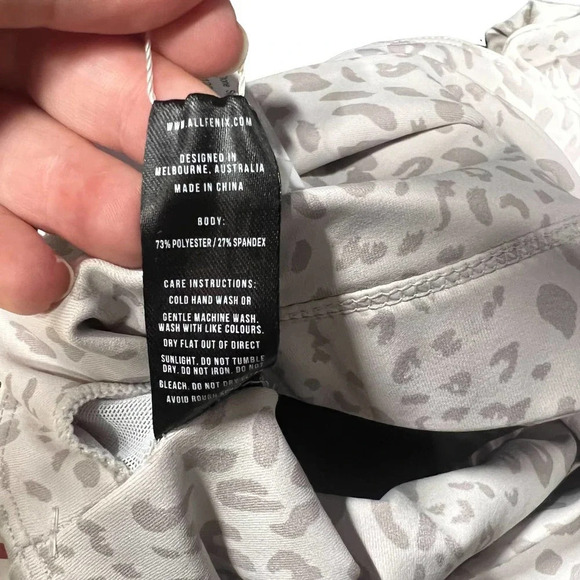 WWW.ALLFENIX.COM
DESIGNED IN
MELBOURNE, AUSTRALIA
MADE IN CHINA
BODY:
73% POLYESTER / 27% SPANDEX
CARE INSTRUCTIONS:
COLD HAND WASH OR
GENTLE MACHINE WASH.
WASH WITH LIKE COLOURS.
DRY FLAT OUT OF DIRECT
SUNLIGHT. DO NOT TUMBLE
DRY. DO NOT IRON. DO NOT
BLEACH. DO NOT DRY
AVOID ROUGH